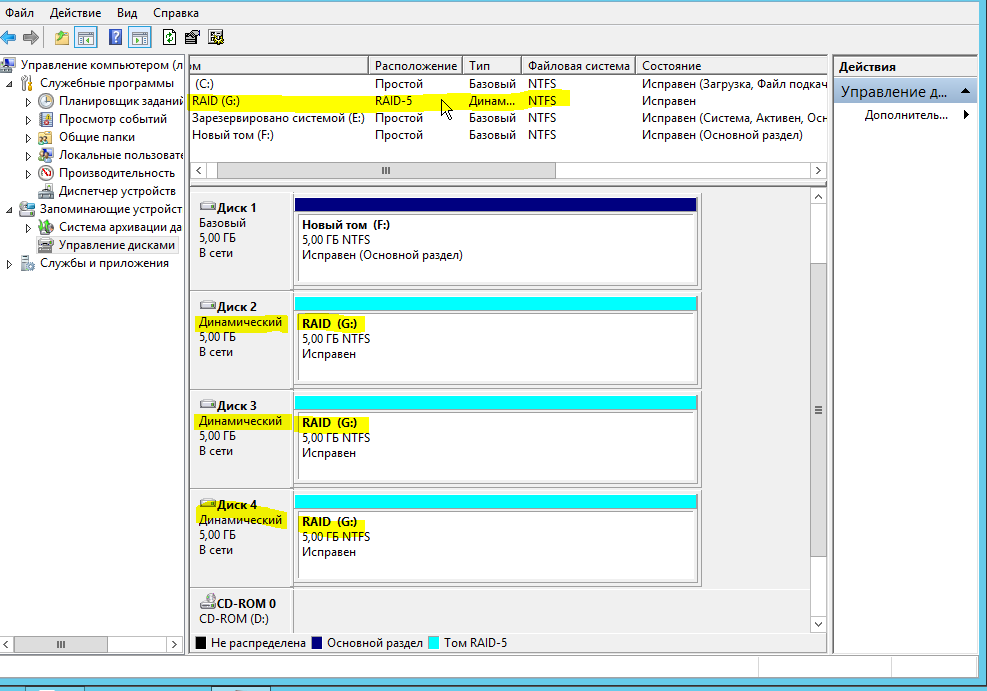 Файл Действие Вид Справка
Управление компьютером (л
Служебные программы
Планировщик заданий
Просмотр событий
Общие папки
Локальные пользовате
Производительность
Диспетчер устройств
Запоминающие устройст
Система архивации да
Управление дисками
Службы и приложения
ом Расположение Тип Файловая система Состояние
(C:) Простой Базовый NTFS Исправен (Загрузка, Файл подкач
RAID (G:) RAID-5 Динам... NTFS Исправен
Зарезервировано системой (E:) Простой Базовый NTFS Исправен (Система, Активен, Осн
Новый том (F:) Простой Базовый NTFS Исправен (Основной раздел)
Диск 1
Базовый
5,00 ГБ
В сети
Новый том (F:)
5,00 ГБ NTFS
Исправен (Основной раздел)
Диск 2
Динамический
5,00 ГБ
В сети
RAID (G:)
5,00 ГБ NTFS
Исправен
Диск 3
Динамический
5,00 ГБ
В сети
RAID (G:)
5,00 ГБ NTFS
Исправен
Диск 4
Динамический
5,00 ГБ
В сети
RAID (G:)
5,00 ГБ NTFS
Исправен
CD-ROM 0
CD-ROM (D:)
Не распределена Основной раздел Том RAID-5
Действия
Управление д...
Дополнитель...